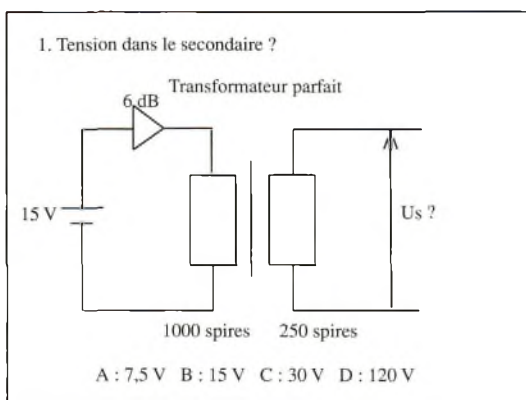 1. Tension dans le secondaire ?
Transformateur parfait
6 dB
15 V
Us ?
1000 spires 250 spires
A : 7,5 V B : 15 V C : 30 V D : 120 V